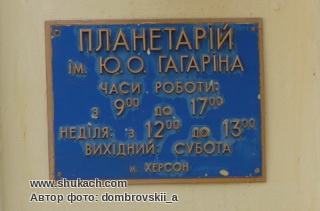 ПЛАНЕТАРІЙ
ІМ. Ю.О. ГАГАРІНА
ЧАСИ РОБОТИ:
З 9⁰⁰ ДО 17⁰⁰
НЕДІЛЯ: З 12⁰⁰ ДО 13⁰⁰
ВИХІДНИЙ: СУБОТА
М. ХЕРСОН
www.shukach.com
Автор фото: dombrovskii_a